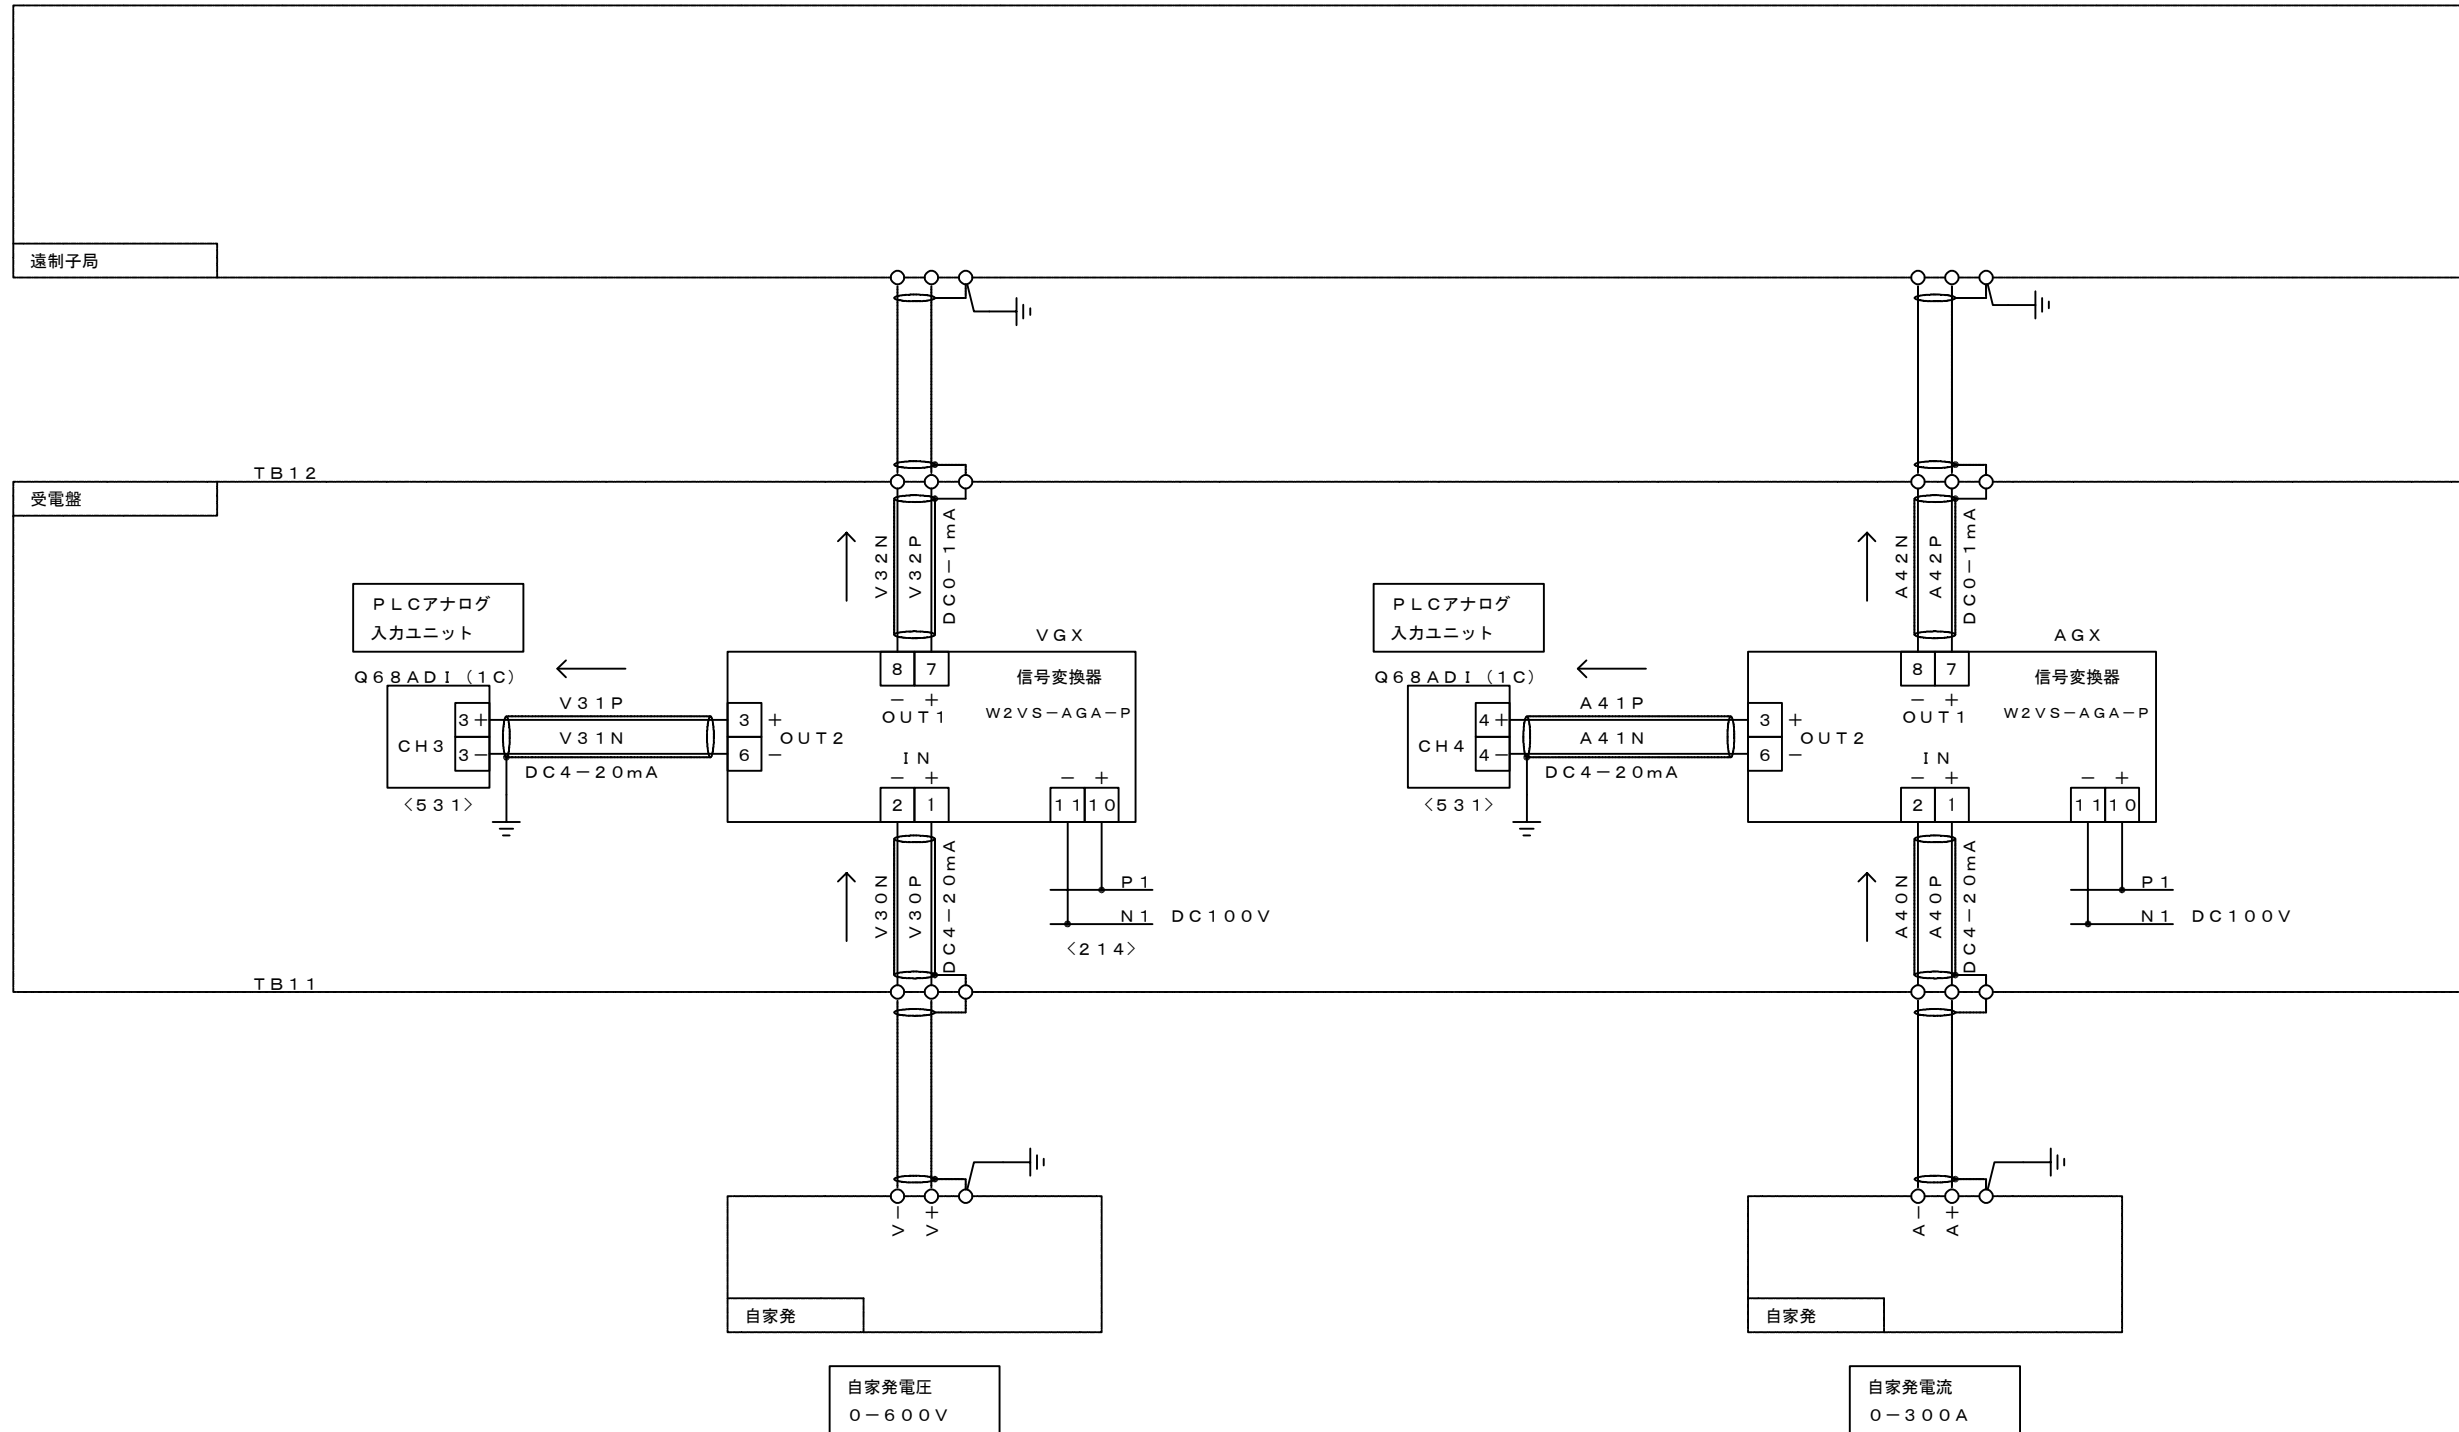 遠制子局
TB12
受電盤
V32N
V32P
DC0-1mA
A42N
A42P
DC0-1mA
PLCアナログ
入力ユニット
Q68ADI(1C)
3+
CH3
3-
<531>
V31P
V31N
DC4-20mA
VGX
8 7
- +
OUT1
信号変換器
W2VS-AGA-P
3 +
OUT2
6 -
IN
- +
2 1
- +
11 10
P1
N1 DC100V
<214>
V30N
V30P
DC4-20mA
PLCアナログ
入力ユニット
Q68ADI(1C)
4+
CH4
4-
<531>
A41P
A41N
DC4-20mA
AGX
8 7
- +
OUT1
信号変換器
W2VS-AGA-P
3 +
OUT2
6 -
IN
- +
2 1
- +
11 10
P1
N1 DC100V
A40N
A40P
DC4-20mA
TB11
V-
V+
自家発
自家発電圧
0-600V
A-
A+
自家発
自家発電流
0-300A